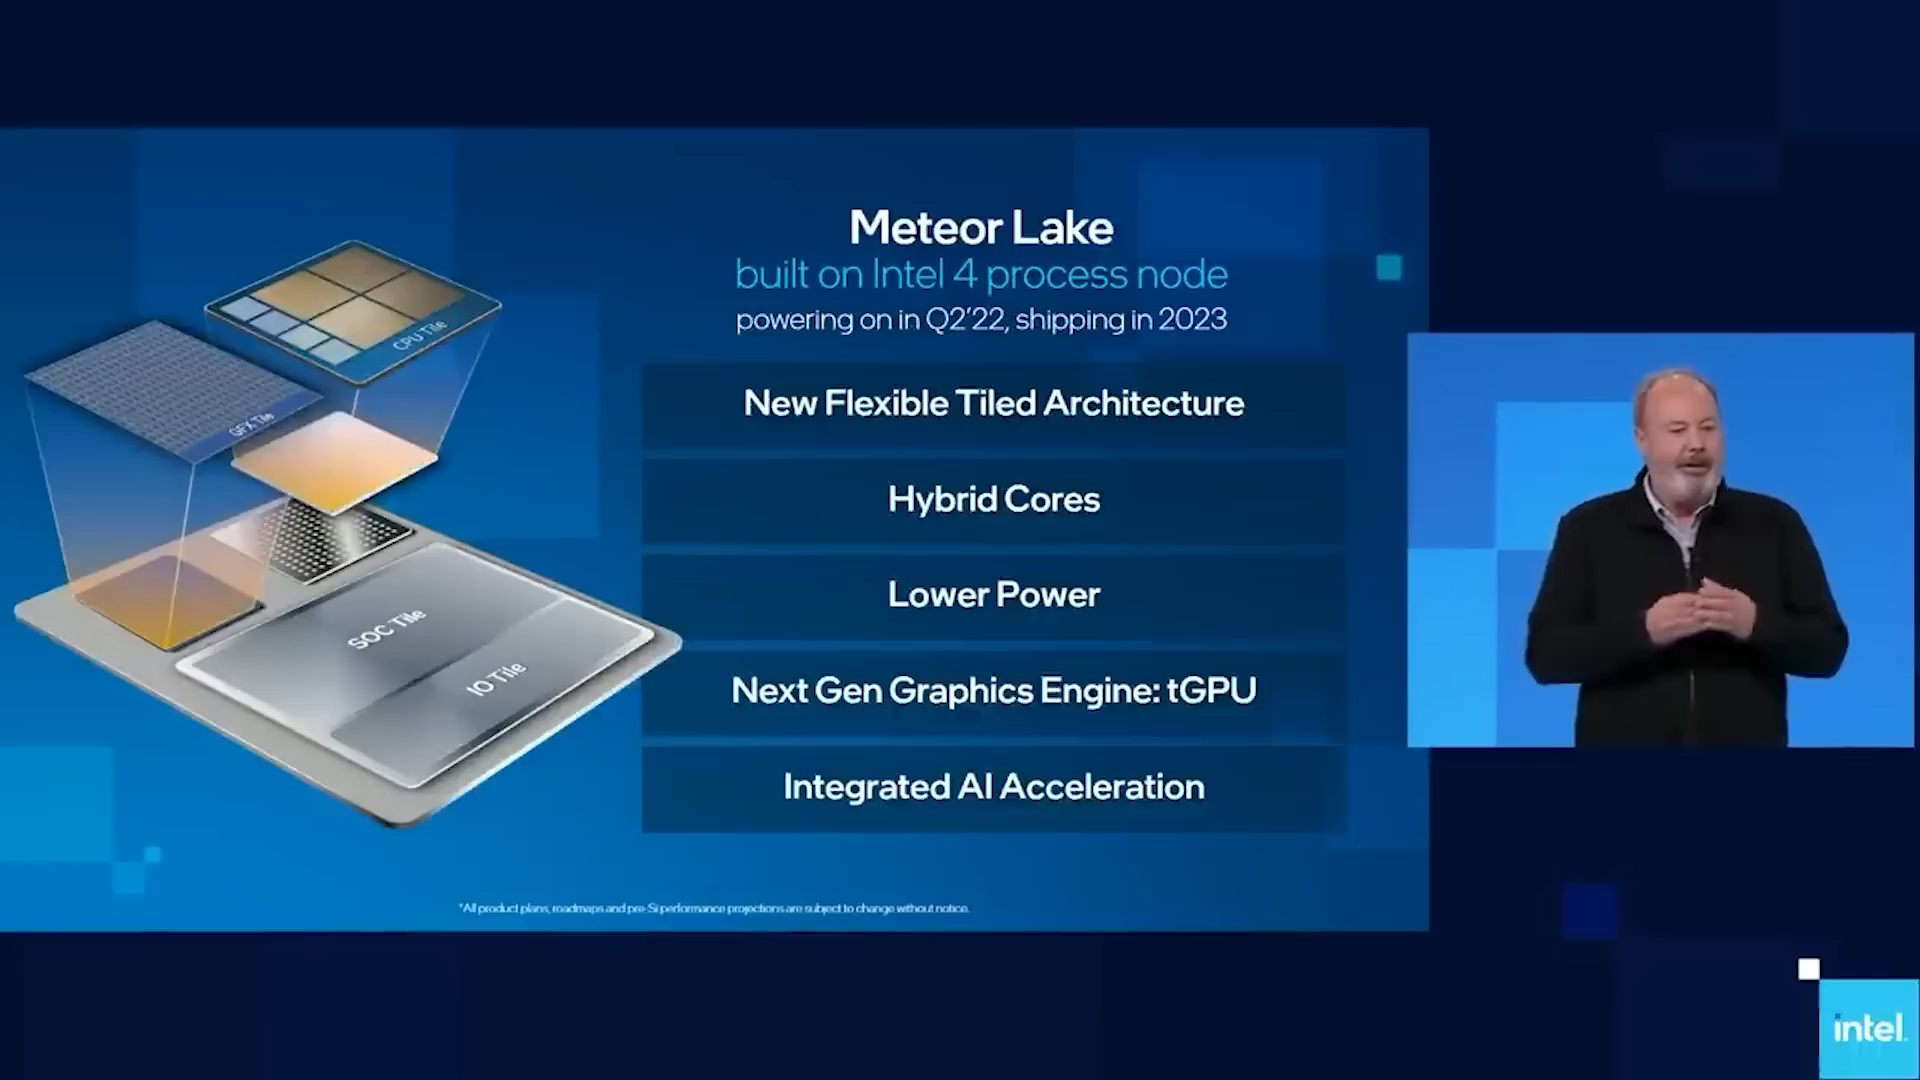 Meteor Lake
built on Intel 4 process node
powering on in Q2'22, shipping in 2023
CPU Tile
GFX Tile
New Flexible Tiled Architecture
Hybrid Cores
Lower Power
SOC Tile
IO Tile
Next Gen Graphics Engine: tGPU
Integrated AI Acceleration
*All product plans, roadmaps and pre-Si performance projections are subject to change without notice.
intel.